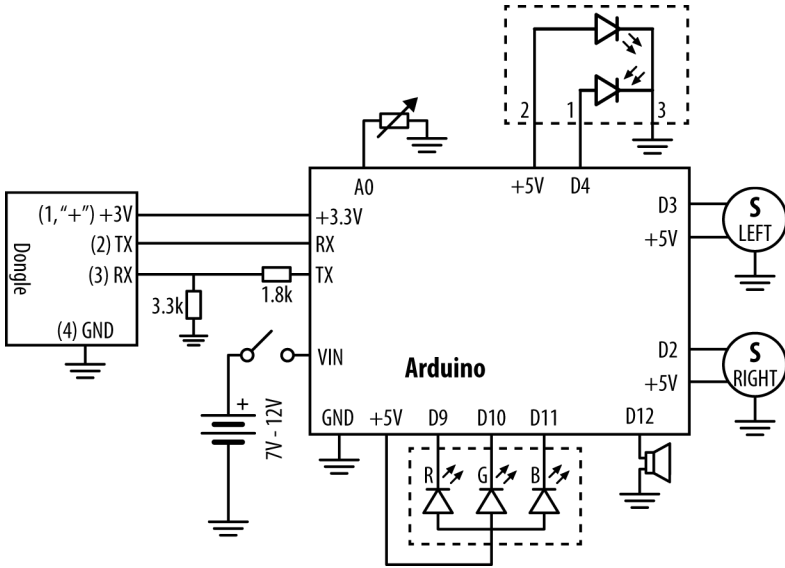 2 1 3
A0 +5V D4
Dongle
(1, “+”) +3V
(2) TX
(3) RX
(4) GND
3.3k
1.8k
+3.3V
RX
TX
VIN
Arduino
D3
+5V
S
LEFT
D2
+5V
S
RIGHT
+
7V - 12V
GND +5V D9 D10 D11 D12
R G B